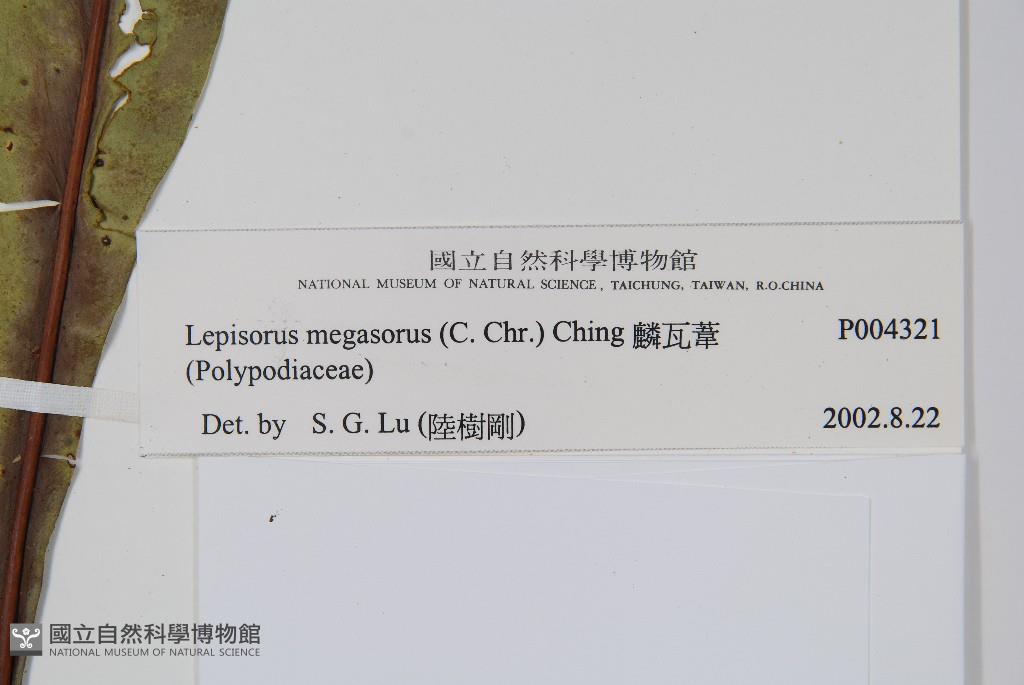 國立自然科學博物館
NATIONAL MUSEUM OF NATURAL SCIENCE, TAICHUNG, TAIWAN, R.O.CHINA
Lepisorus megasorus (C. Chr.) Ching 鱗瓦葦 P004321
(Polypodiaceae)
Det. by S. G. Lu (陸樹剛) 2002.8.22
國立自然科學博物館
NATIONAL MUSEUM OF NATURAL SCIENCE